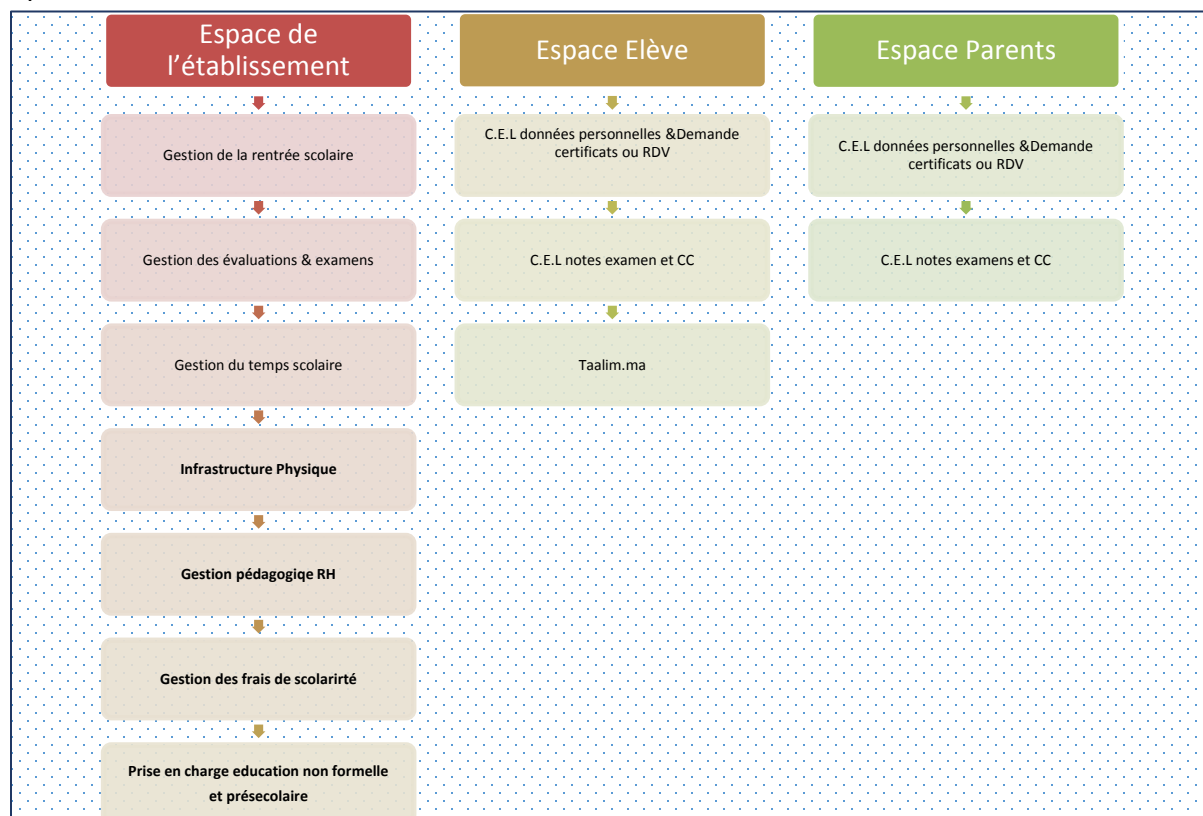 Espace de
l’établissement
Gestion de la rentrée scolaire
Gestion des évaluations & examens
Gestion du temps scolaire
Infrastructure Physique
Gestion pédagogiqe RH
Gestion des frais de scolarirté
Prise en charge education non formelle
et présecolaire
Espace Elève
C.E.L données personnelles &Demande
certificats ou RDV
C.E.L notes examen et CC
Taalim.ma
Espace Parents
C.E.L données personnelles &Demande
certificats ou RDV
C.E.L notes examens et CC